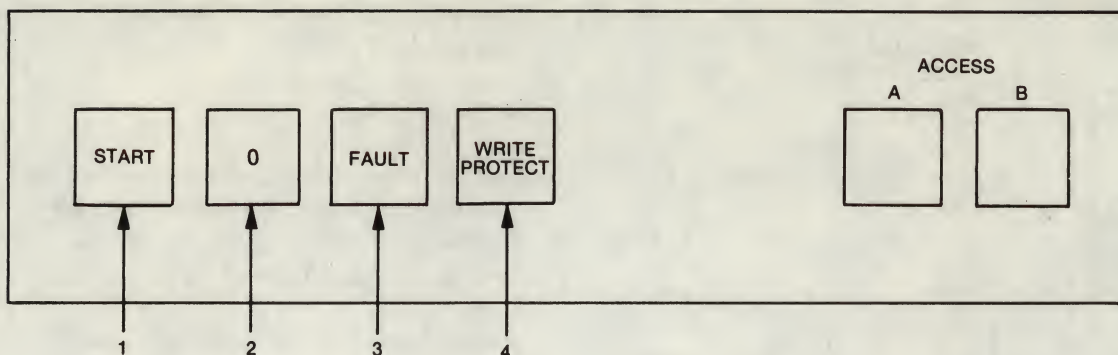 ACCESS
A B
START 0 FAULT WRITE PROTECT
1 2 3 4